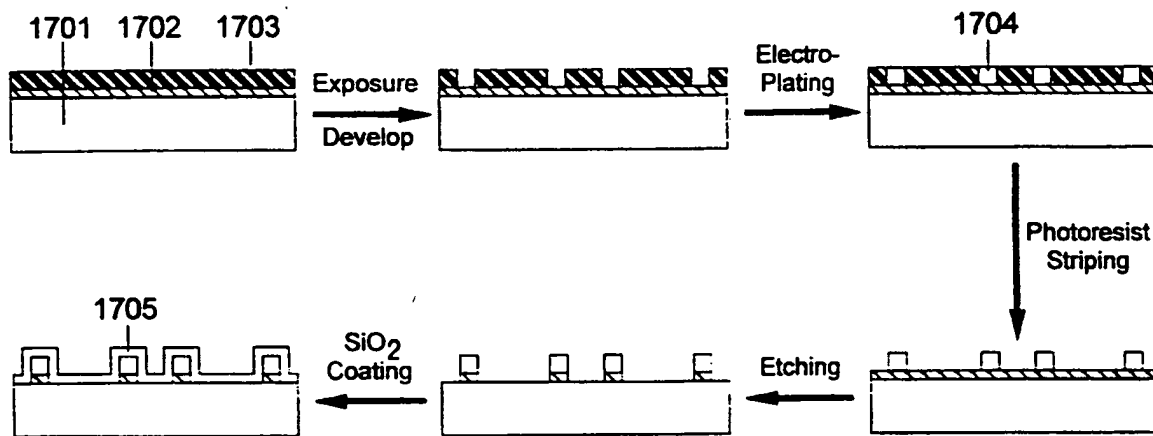 1701 1702 1703
Exposure
Develop
Electro-
Plating
1704
Photoresist
Striping
Etching
SiO2
Coating
1705